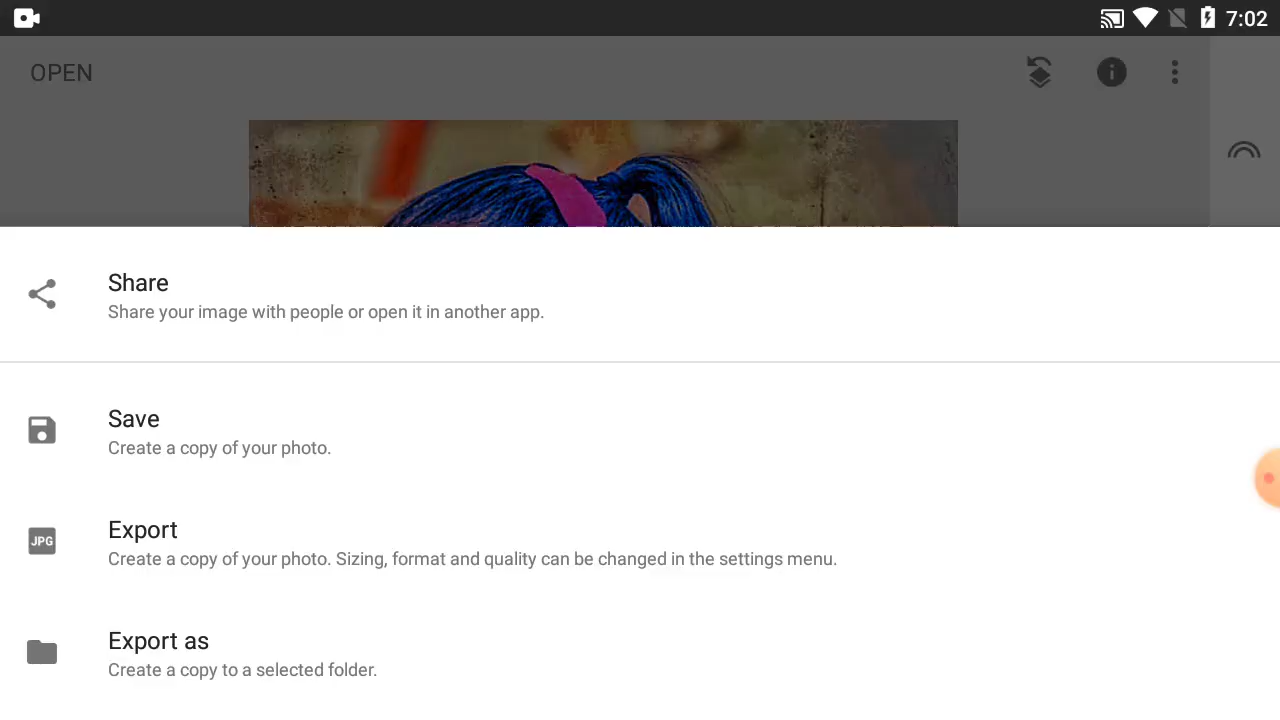 7:02
OPEN
Share
Share your image with people or open it in another app.
Save
Create a copy of your photo.
JPG
Export
Create a copy of your photo. Sizing, format and quality can be changed in the settings menu.
Export as
Create a copy to a selected folder.